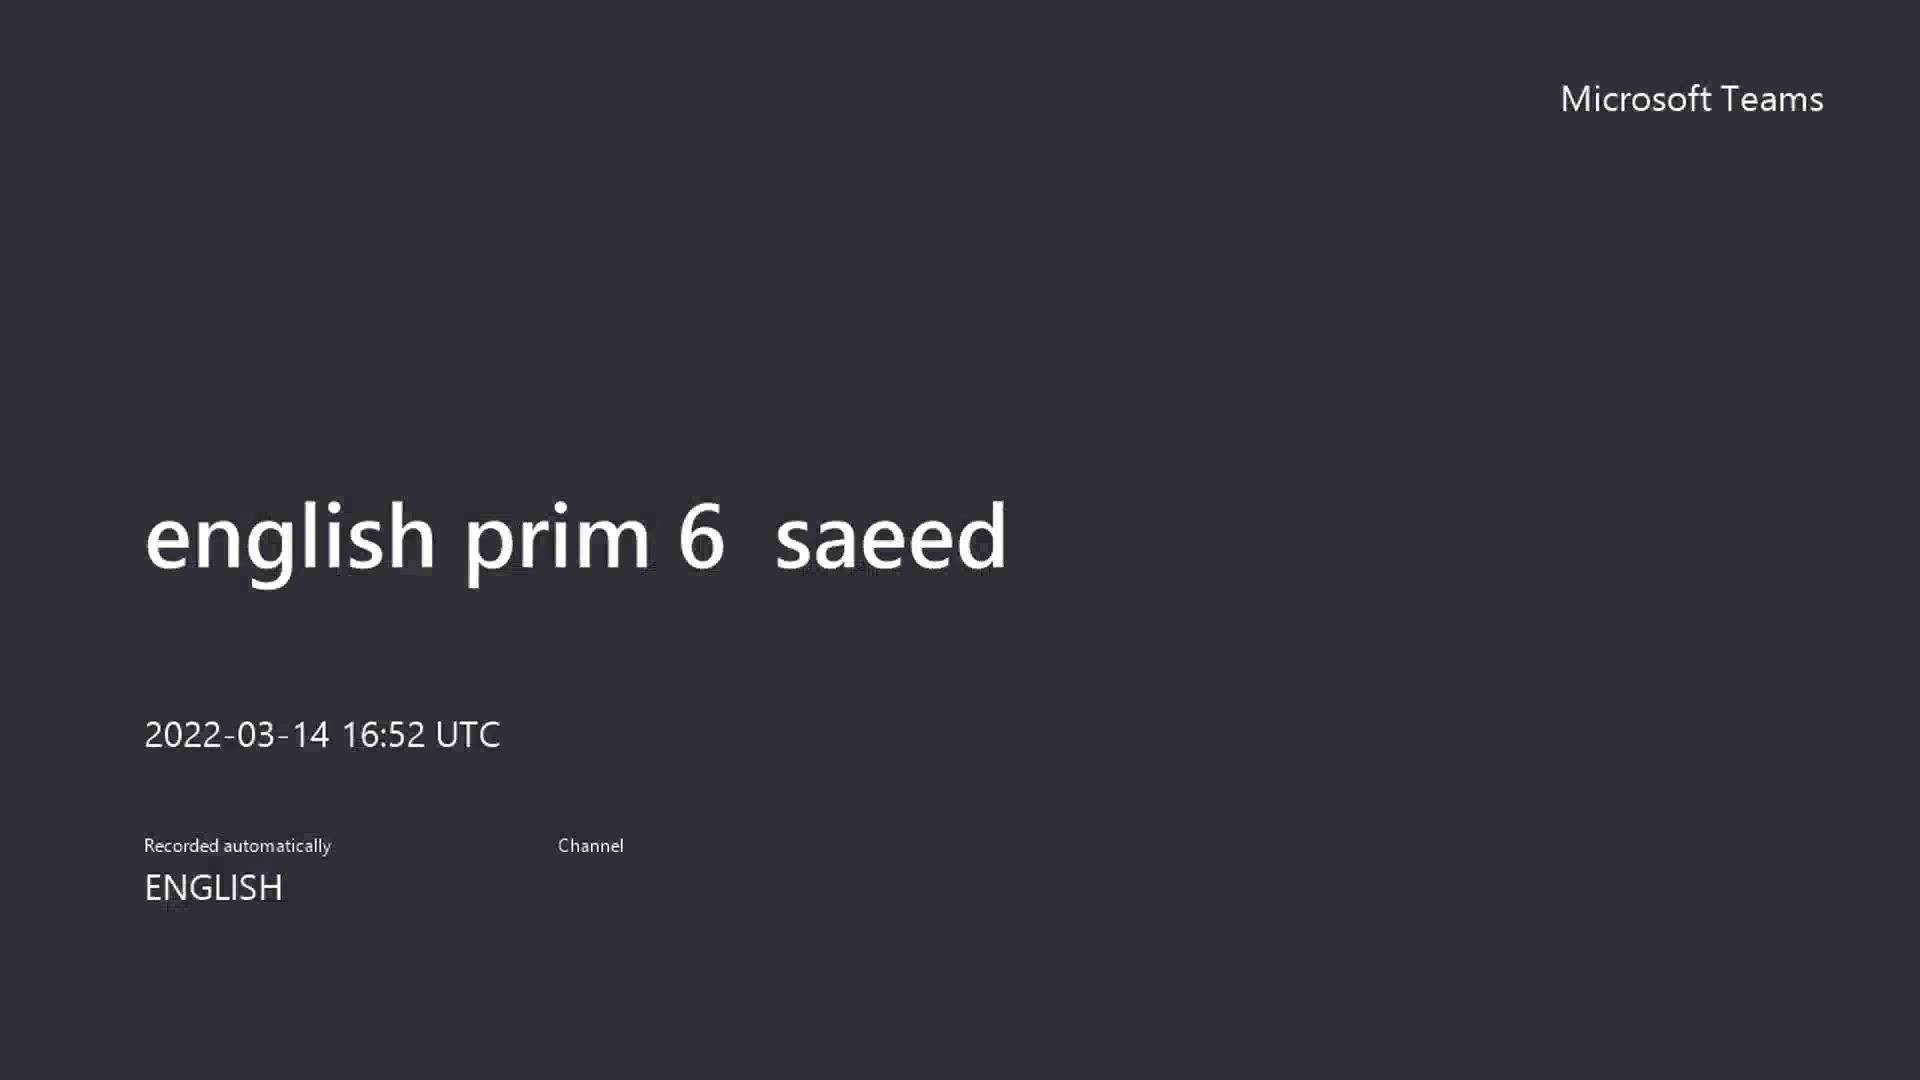 Microsoft Teams
english prim 6  saeed
2022-03-14 16:52 UTC
Recorded automatically
Channel
ENGLISH